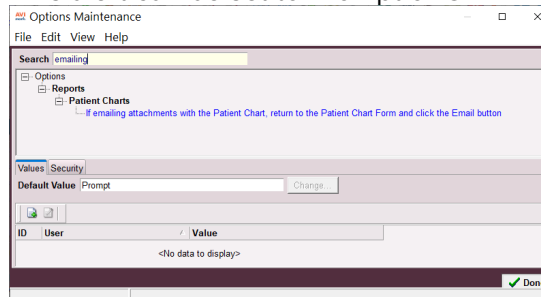 Options Maintenance
File Edit View Help
Search emailing
Options
Reports
Patient Charts
If emailing attachments with the Patient Chart, return to the Patient Chart Form and click the Email button
Values Security
Default Value Prompt Change...
ID User Value
<No data to display>